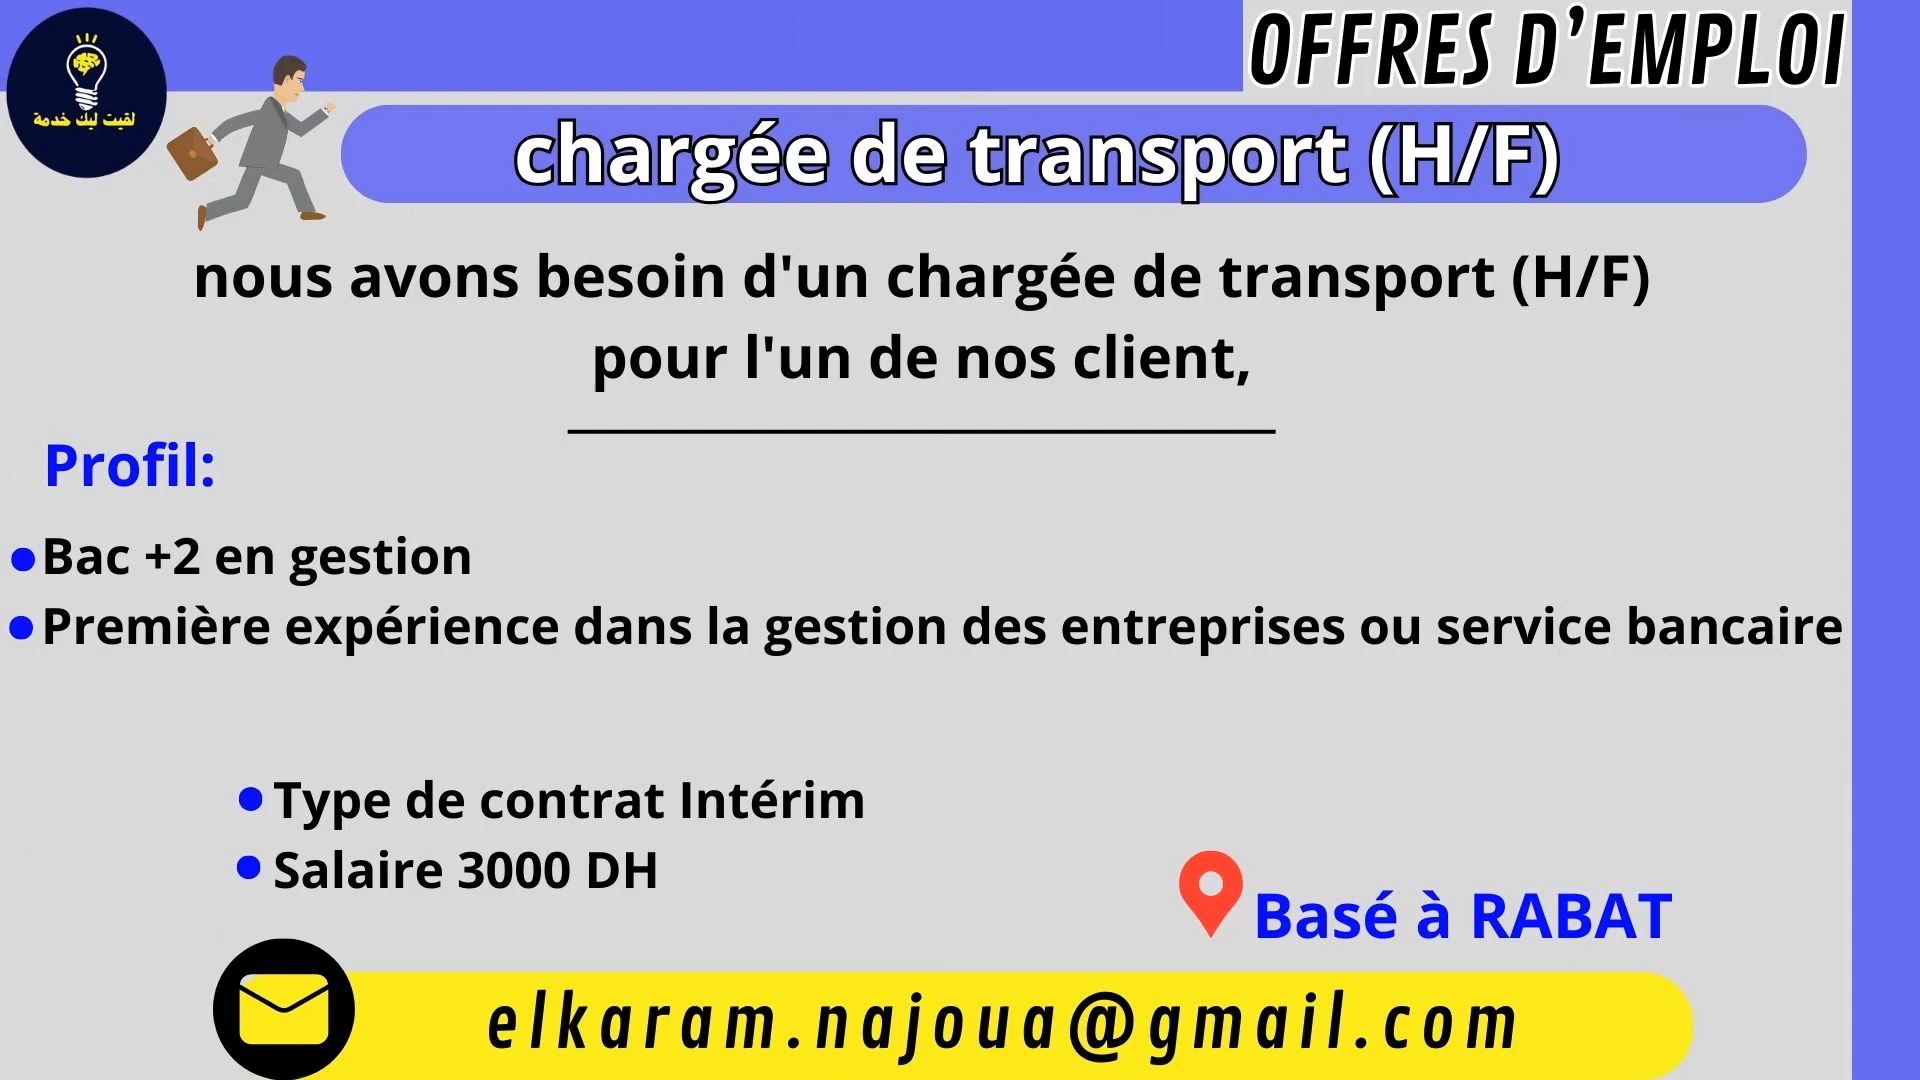 OFFRES D'EMPLOI
لقيت ليك خدمة
chargée de transport (H/F)
nous avons besoin d'un chargée de transport (H/F)
pour l'un de nos client,
Profil:
Bac +2 en gestion
Première expérience dans la gestion des entreprises ou service bancaire
Type de contrat Intérim
Salaire 3000 DH
Basé à RABAT
elkaram.najoua@gmail.com